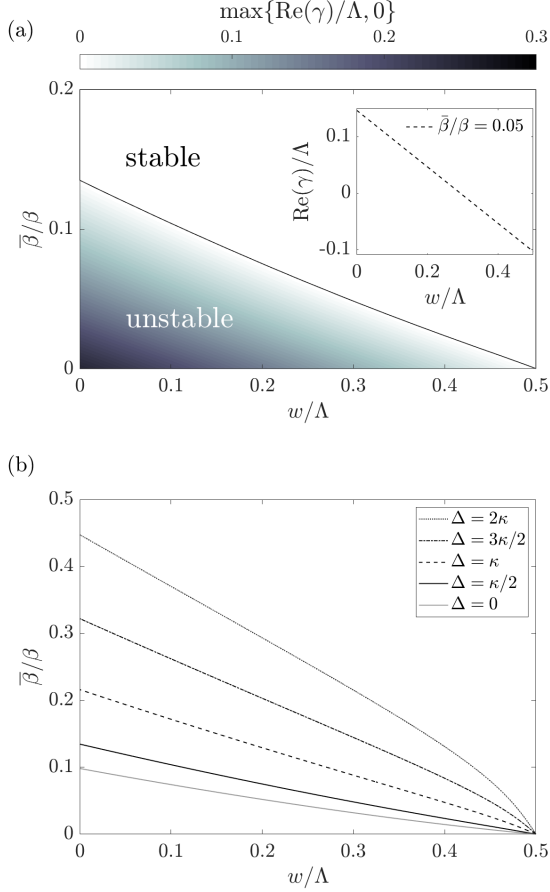 max{Re(γ)/Λ, 0}
(a)
0 0.1 0.2 0.3
0.2
0.1
0
β̅/β
stable
unstable
0.1
0
-0.1
Re(γ)/Λ
β̅/β = 0.05
0 0.2 0.4
w/Λ
0 0.1 0.2 0.3 0.4 0.5
w/Λ
(b)
0.5
0.4
0.3
0.2
0.1
0
β̅/β
Δ = 2κ
Δ = 3κ/2
Δ = κ
Δ = κ/2
Δ = 0
0 0.1 0.2 0.3 0.4 0.5
w/Λ